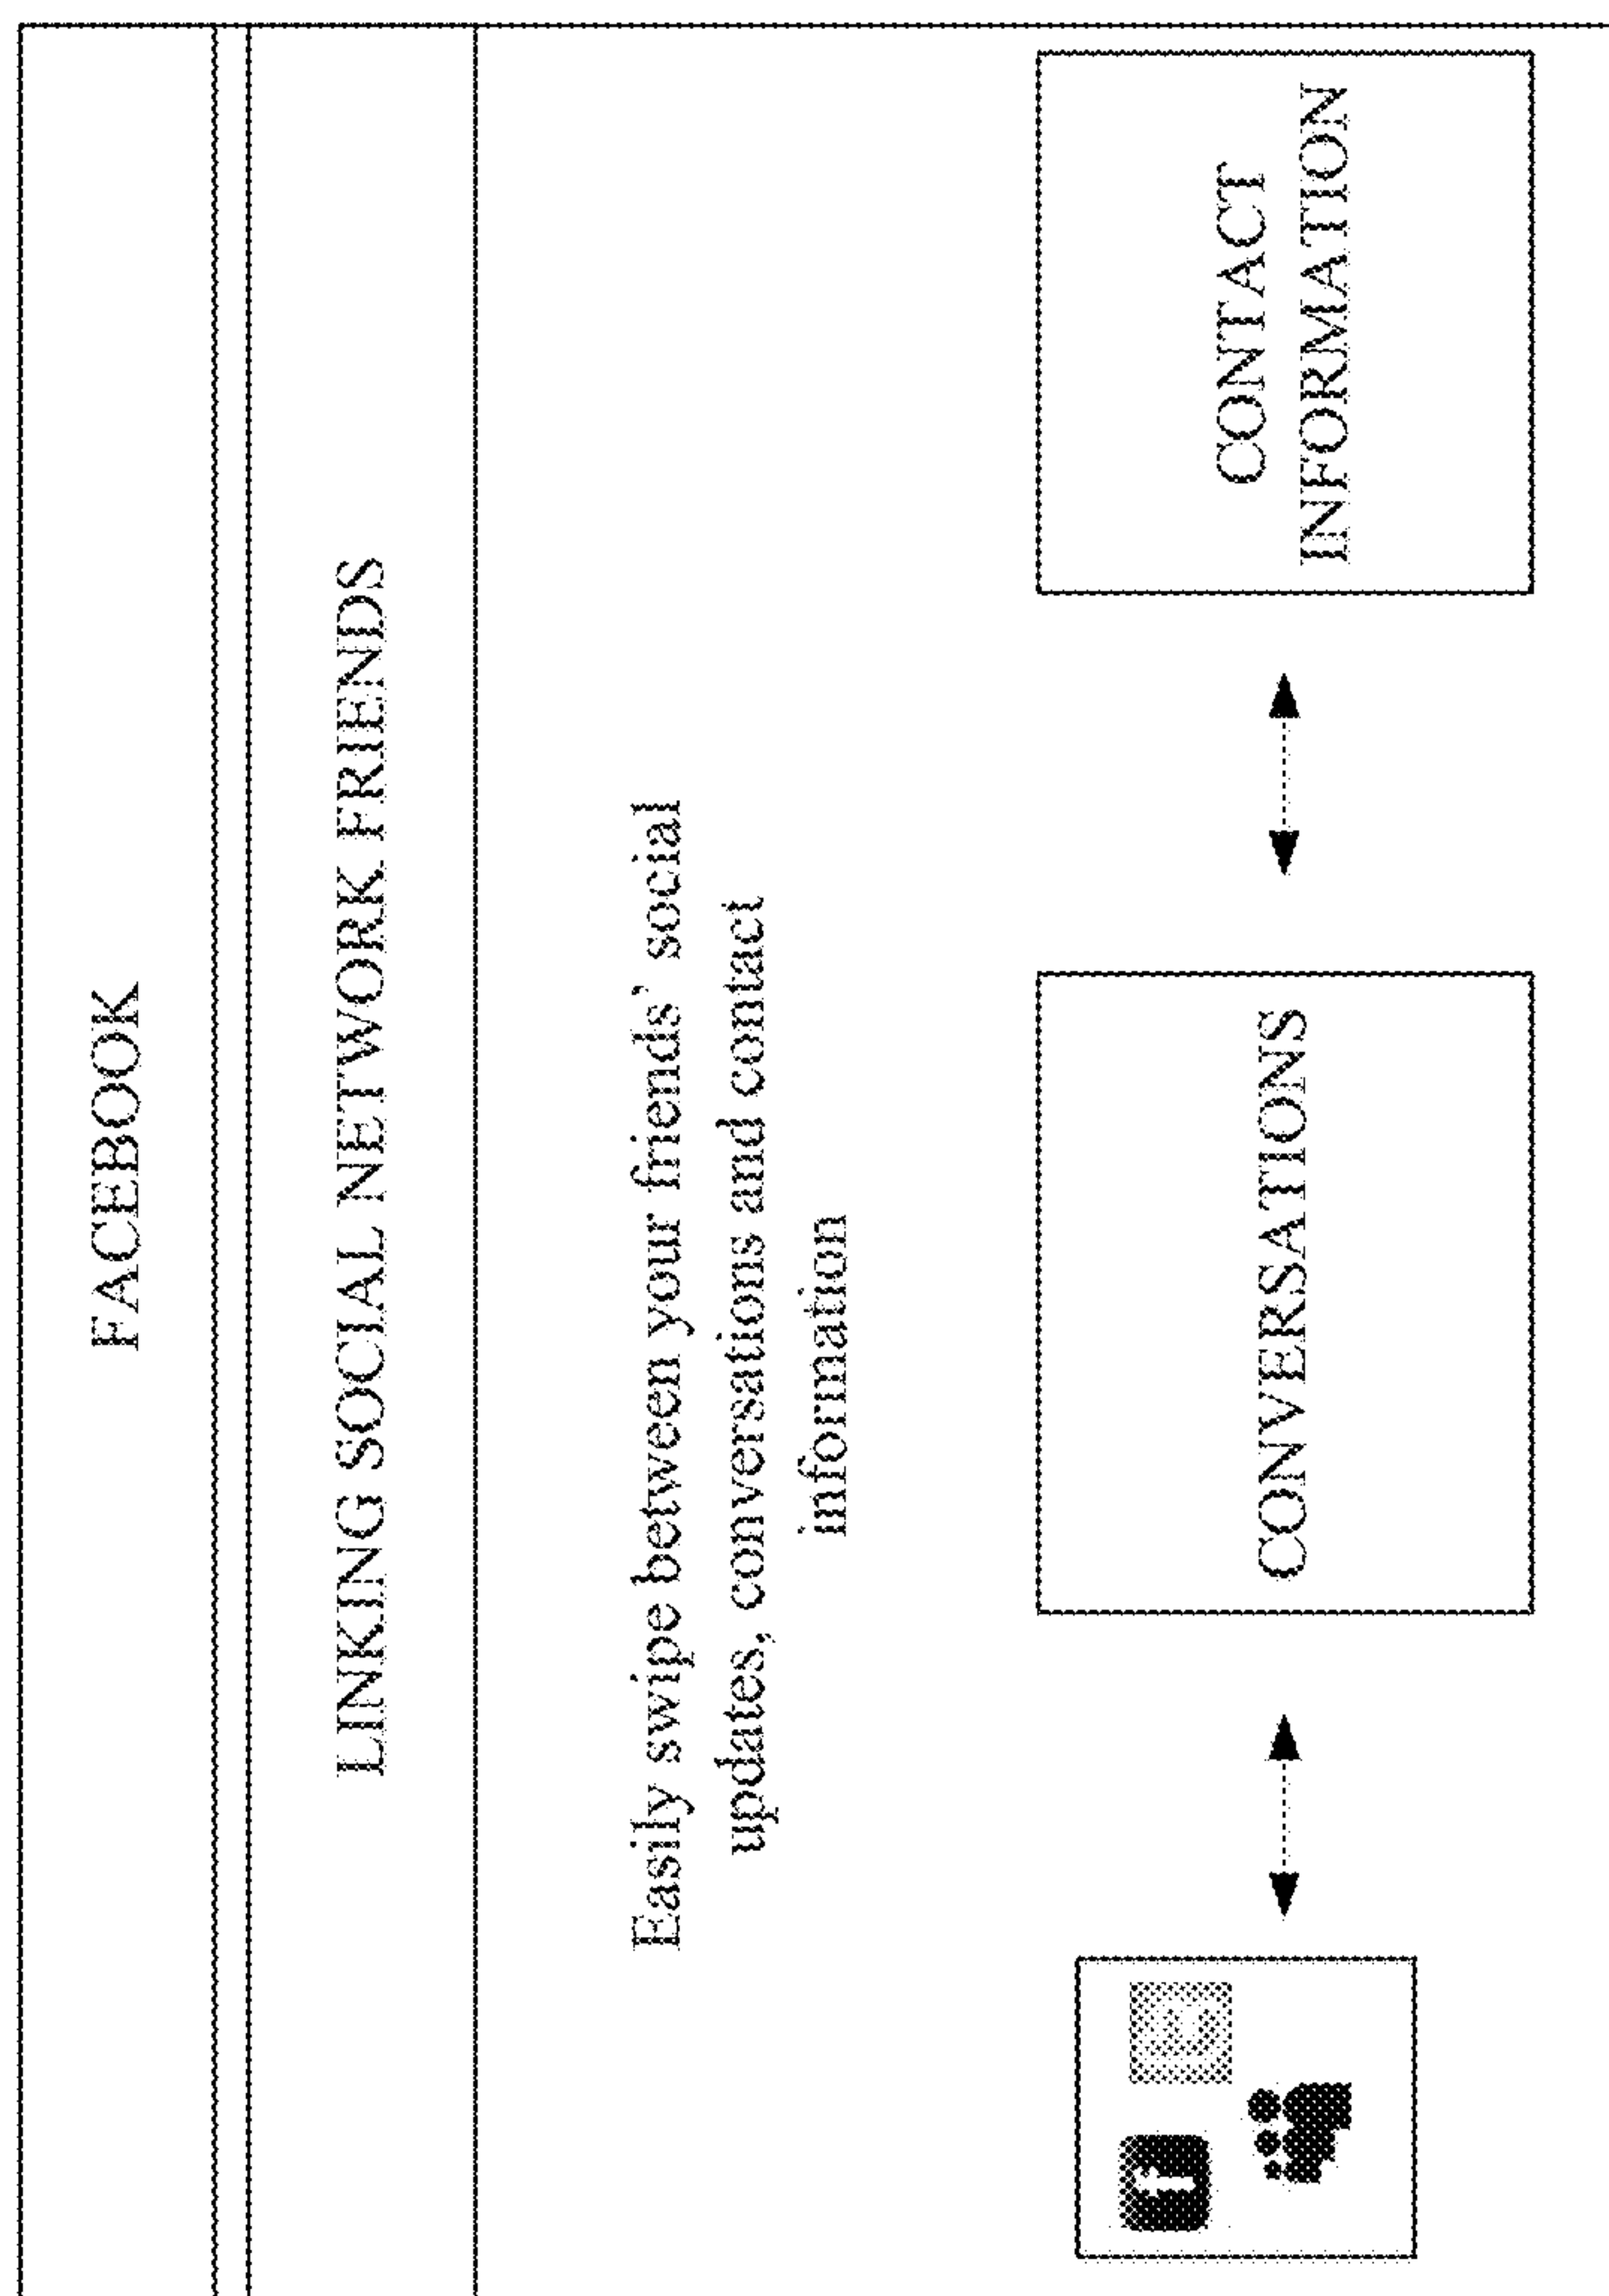 FACEBOOK
LINKING SOCIAL NETWORK FRIENDS
Easily swipe between your friends' social
updates, conversations and contact
information
CONVERSATIONS
CONTACT
INFORMATION